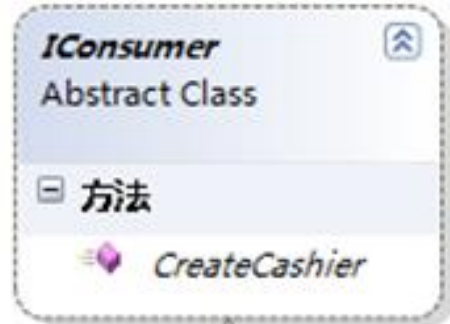 IConsumer
Abstract Class
方法
CreateCashier